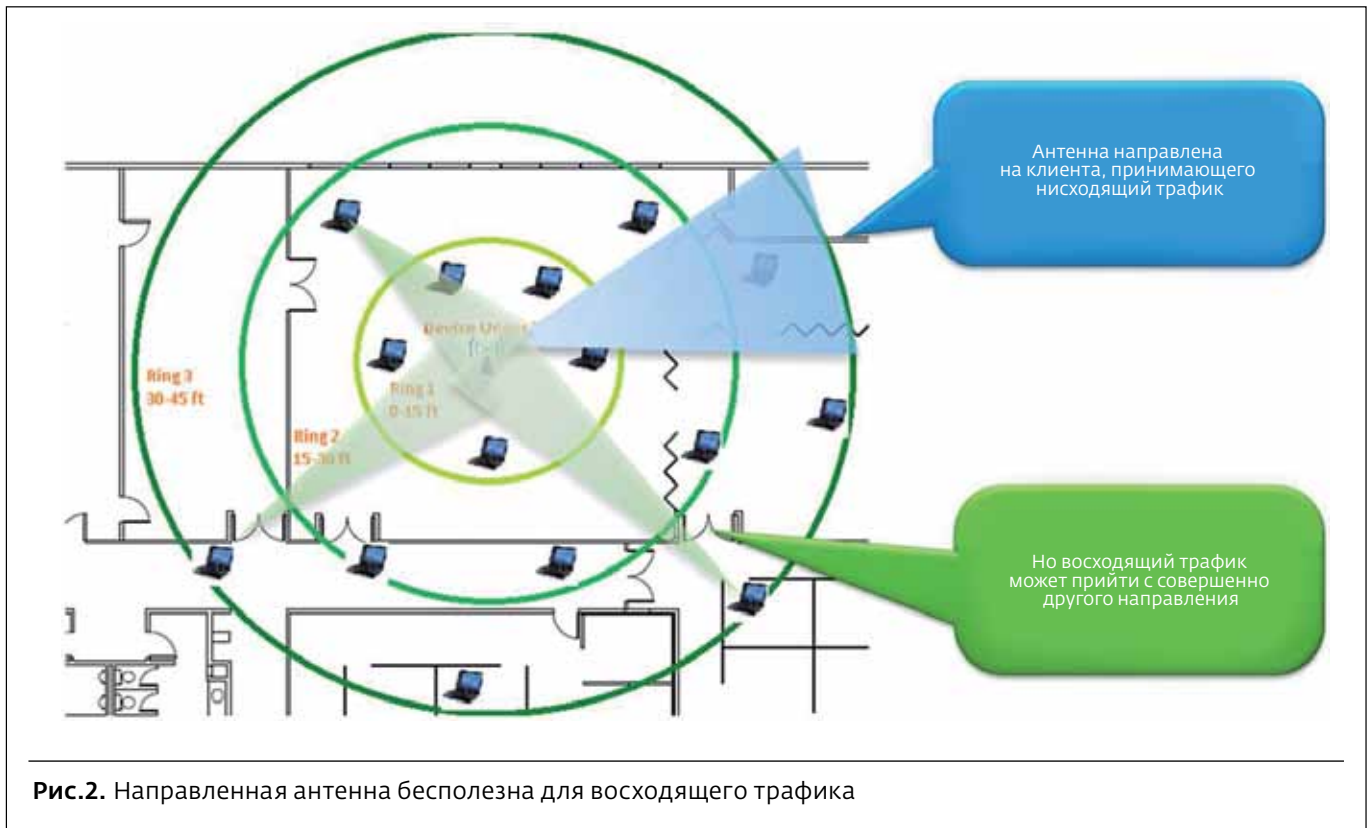 Антенна направлена
на клиента, принимающего
нисходящий трафик
Device Under
Ring 3
30-45 ft
Ring 1
0-15 ft
Ring 2
15-30 ft
Но восходящий трафик
может прийти с совершенно
другого направления
Рис.2. Направленная антенна бесполезна для восходящего трафика